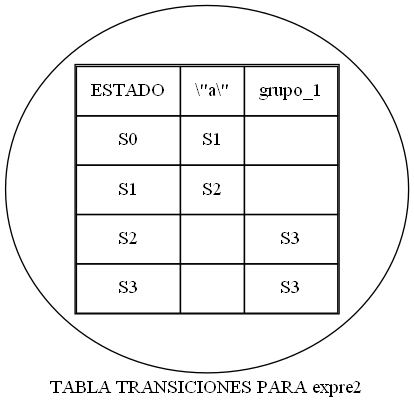 ESTADO \"a\" grupo_1
S0 S1
S1 S2
S2 S3
S3 S3
TABLA TRANSICIONES PARA expre2